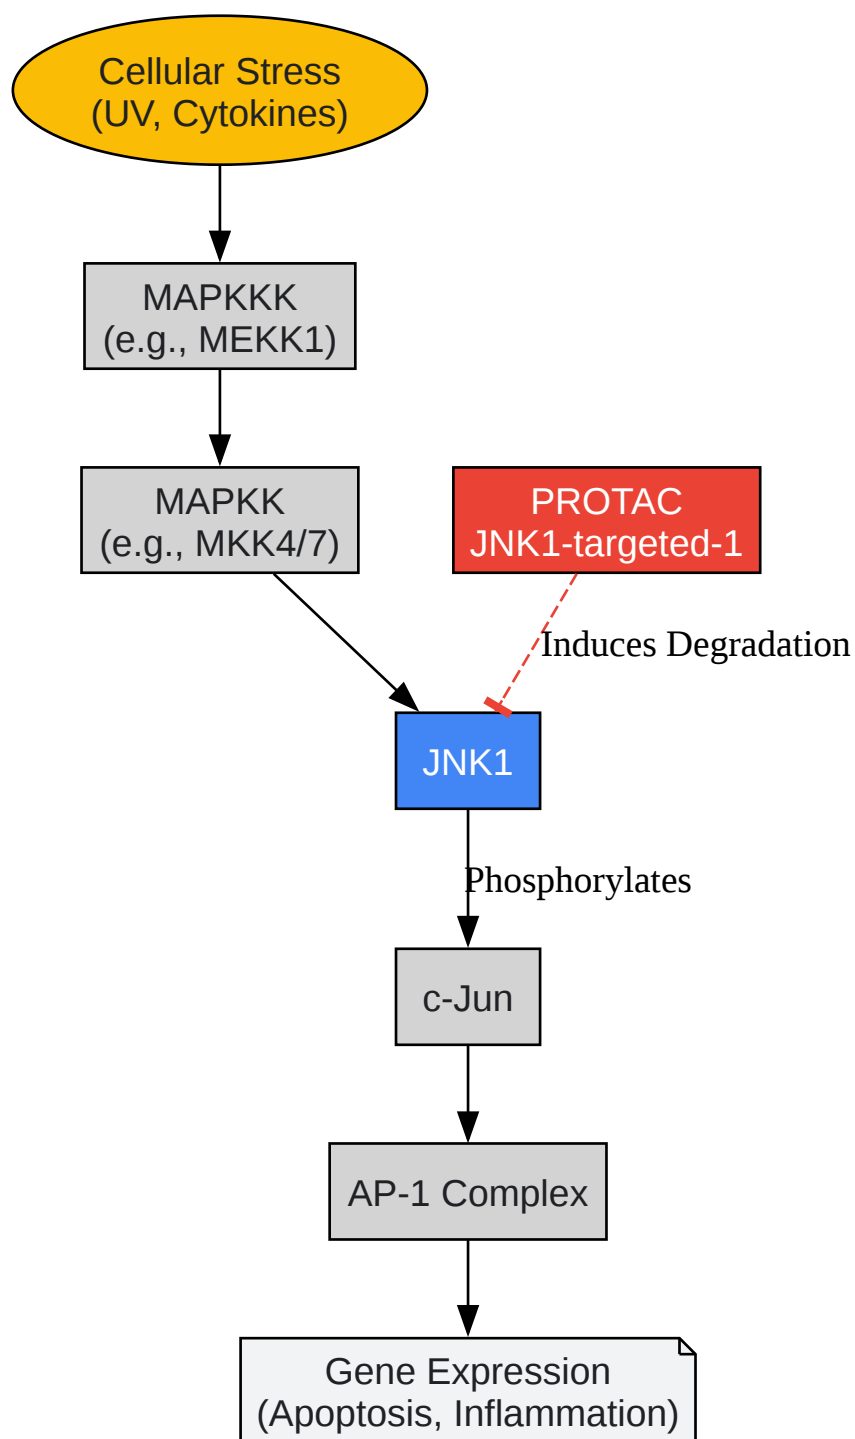 Cellular Stress
(UV, Cytokines)
MAPKKK
(e.g., MEKK1)
MAPKK
(e.g., MKK4/7)
PROTAC
JNK1-targeted-1
Induces Degradation
JNK1
Phosphorylates
c-Jun
AP-1 Complex
Gene Expression
(Apoptosis, Inflammation)